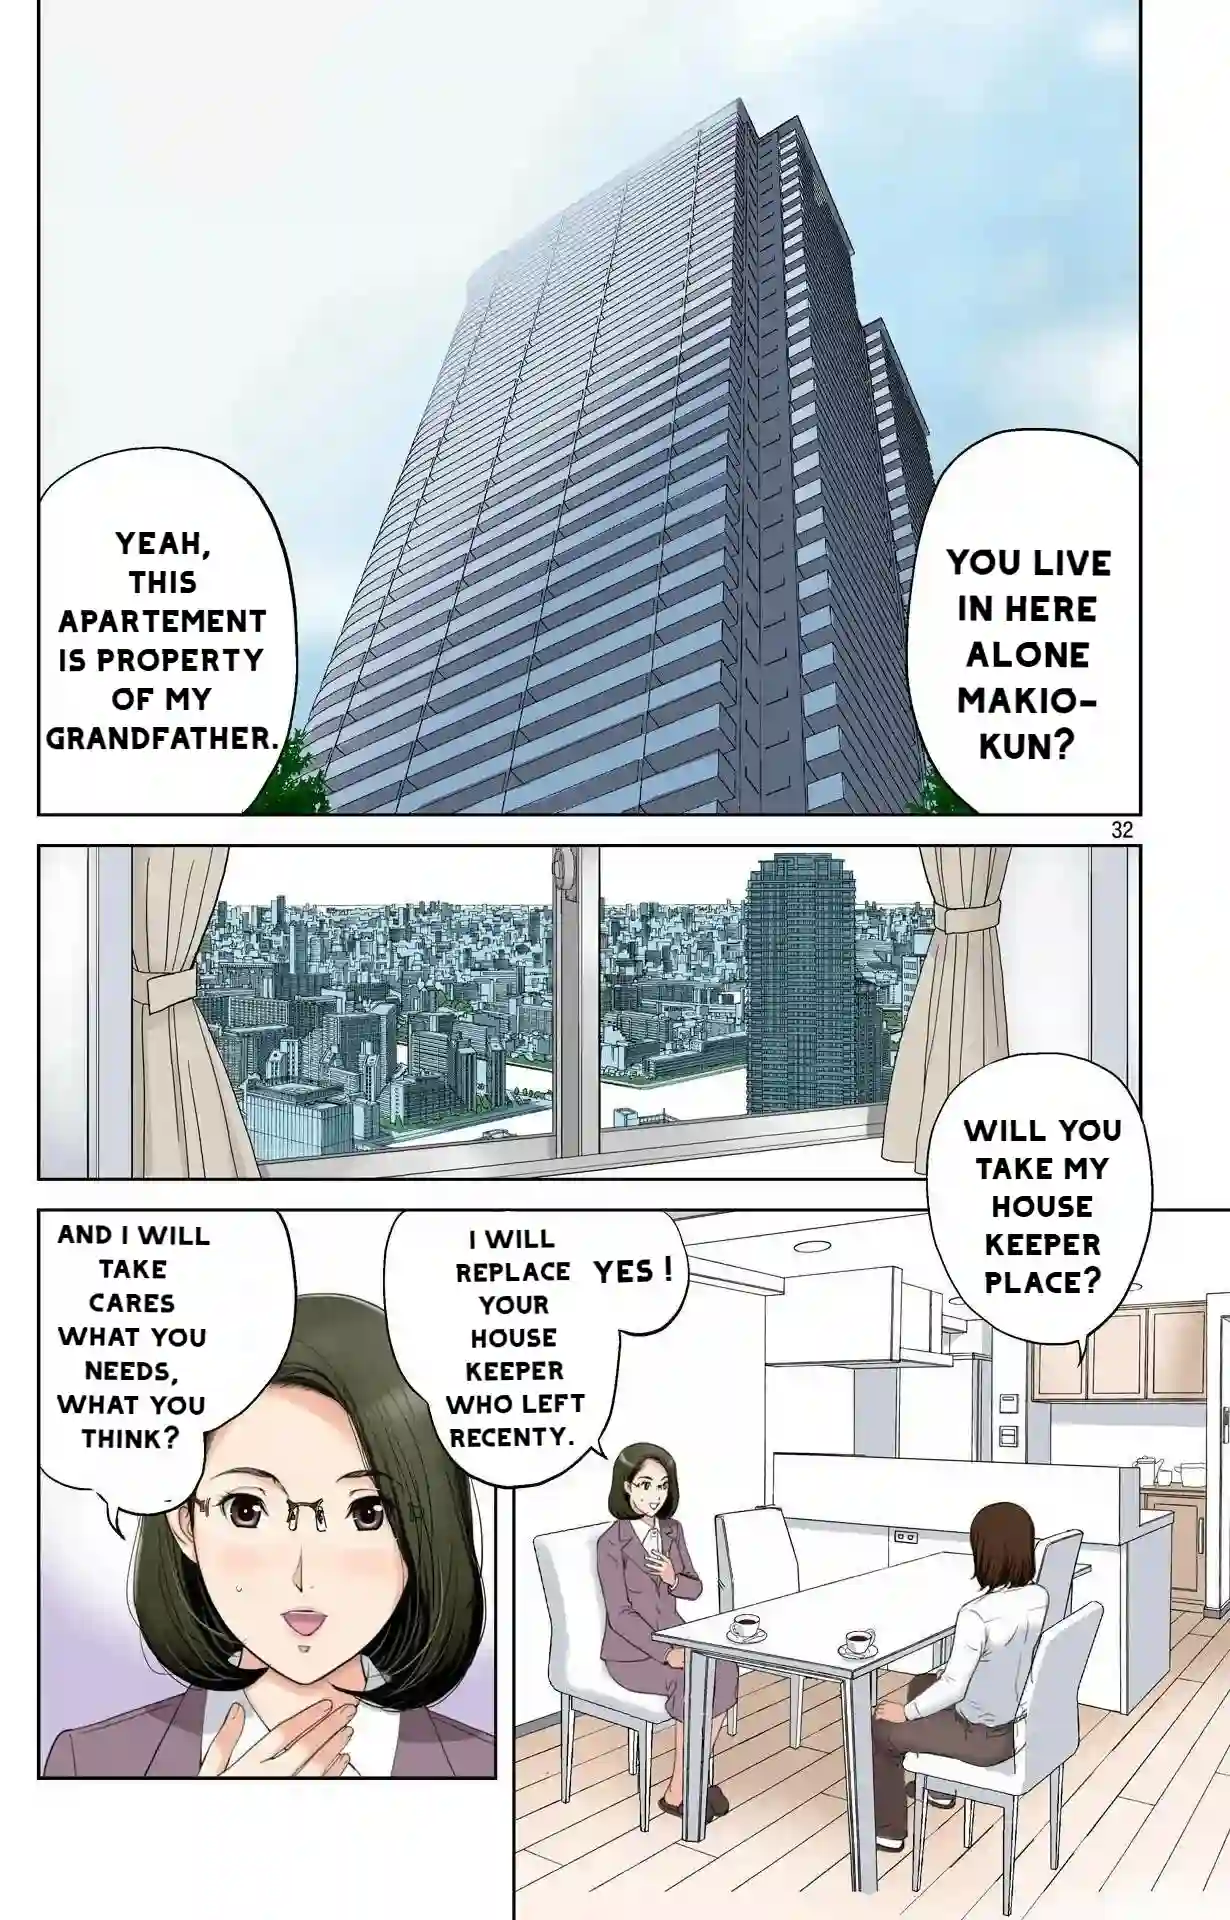 YOU LIVE
IN HERE
ALONE
MAKIO-
KUN?
YEAH,
THIS
APARTEMENT
IS PROPERTY
OF MY
GRANDFATHER.
32
WILL YOU
TAKE MY
HOUSE
KEEPER
PLACE?
YES !
I WILL
REPLACE
YOUR
HOUSE
KEEPER
WHO LEFT
RECENTY.
AND I WILL
TAKE
CARES
WHAT YOU
NEEDS,
WHAT YOU
THINK?